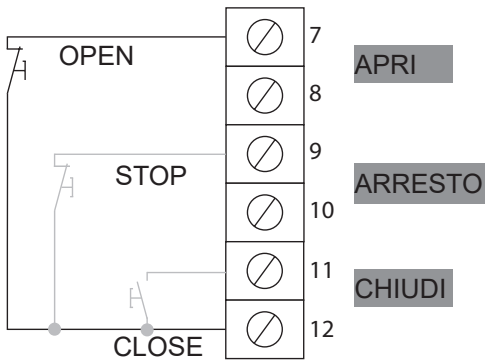 7
OPEN
APRI
8
9
STOP
ARRESTO
10
11
CHIUDI
12
CLOSE